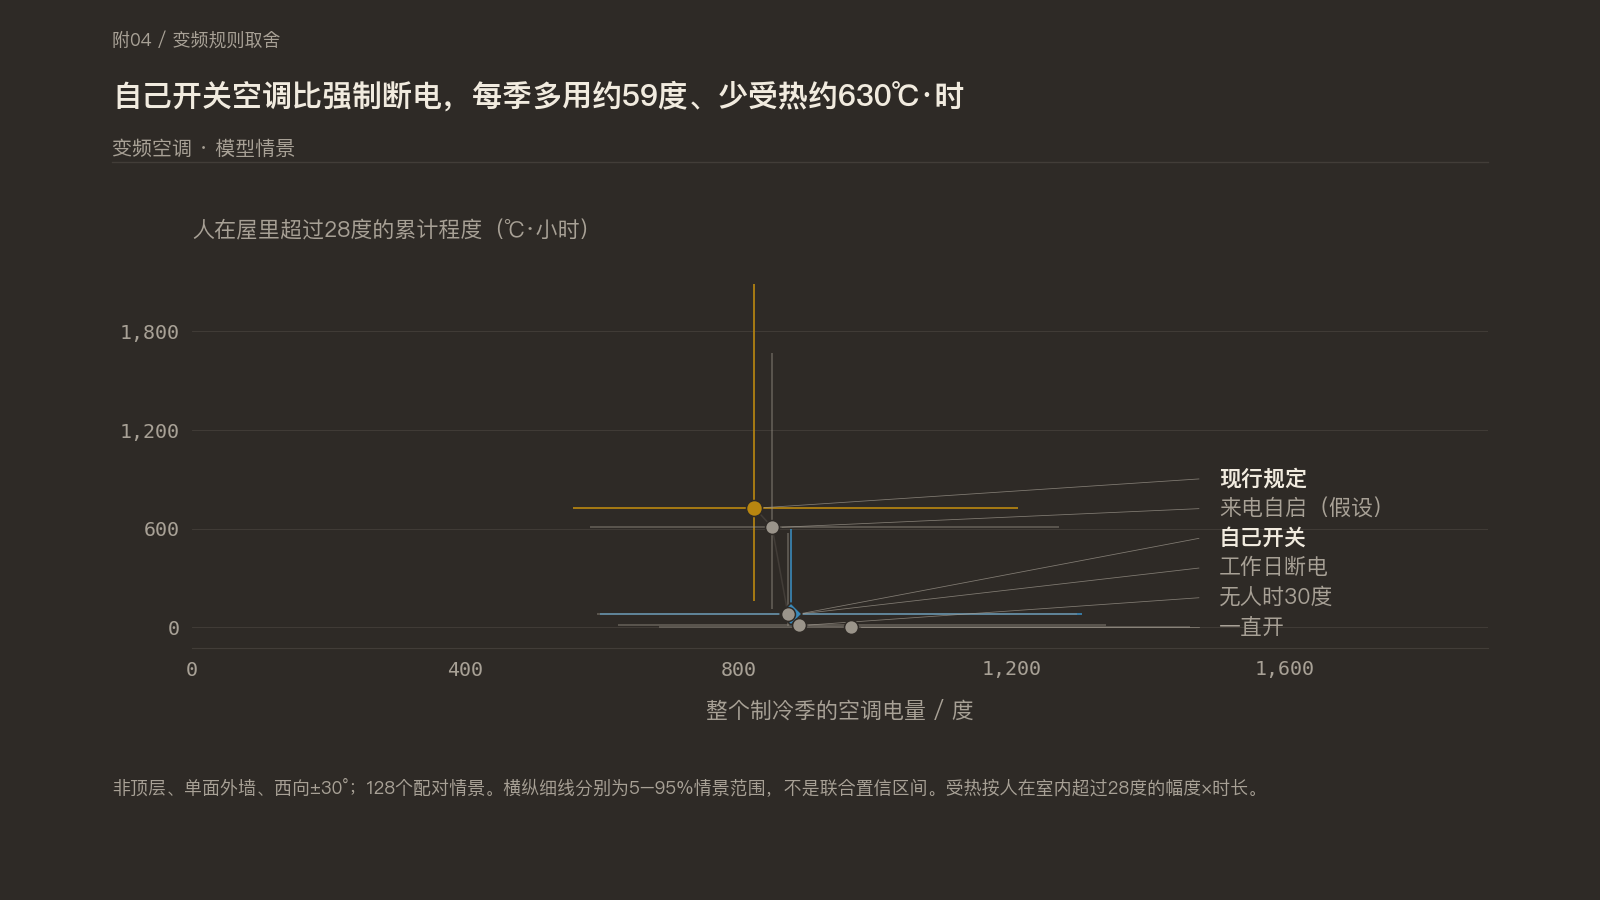 附04 / 变频规则取舍
自己开关空调比强制断电，每季多用约59度、少受热约630℃·时
变频空调 · 模型情景
人在屋里超过28度的累计程度（℃·小时）
1,800
1,200
600
0
现行规定
来电自启（假设）
自己开关
工作日断电
无人时30度
一直开
0 400 800 1,200 1,600
整个制冷季的空调电量 / 度
非顶层、单面外墙、西向±30°；128个配对情景。横纵细线分别为5—95%情景范围，不是联合置信区间。受热按人在室内超过28度的幅度×时长。